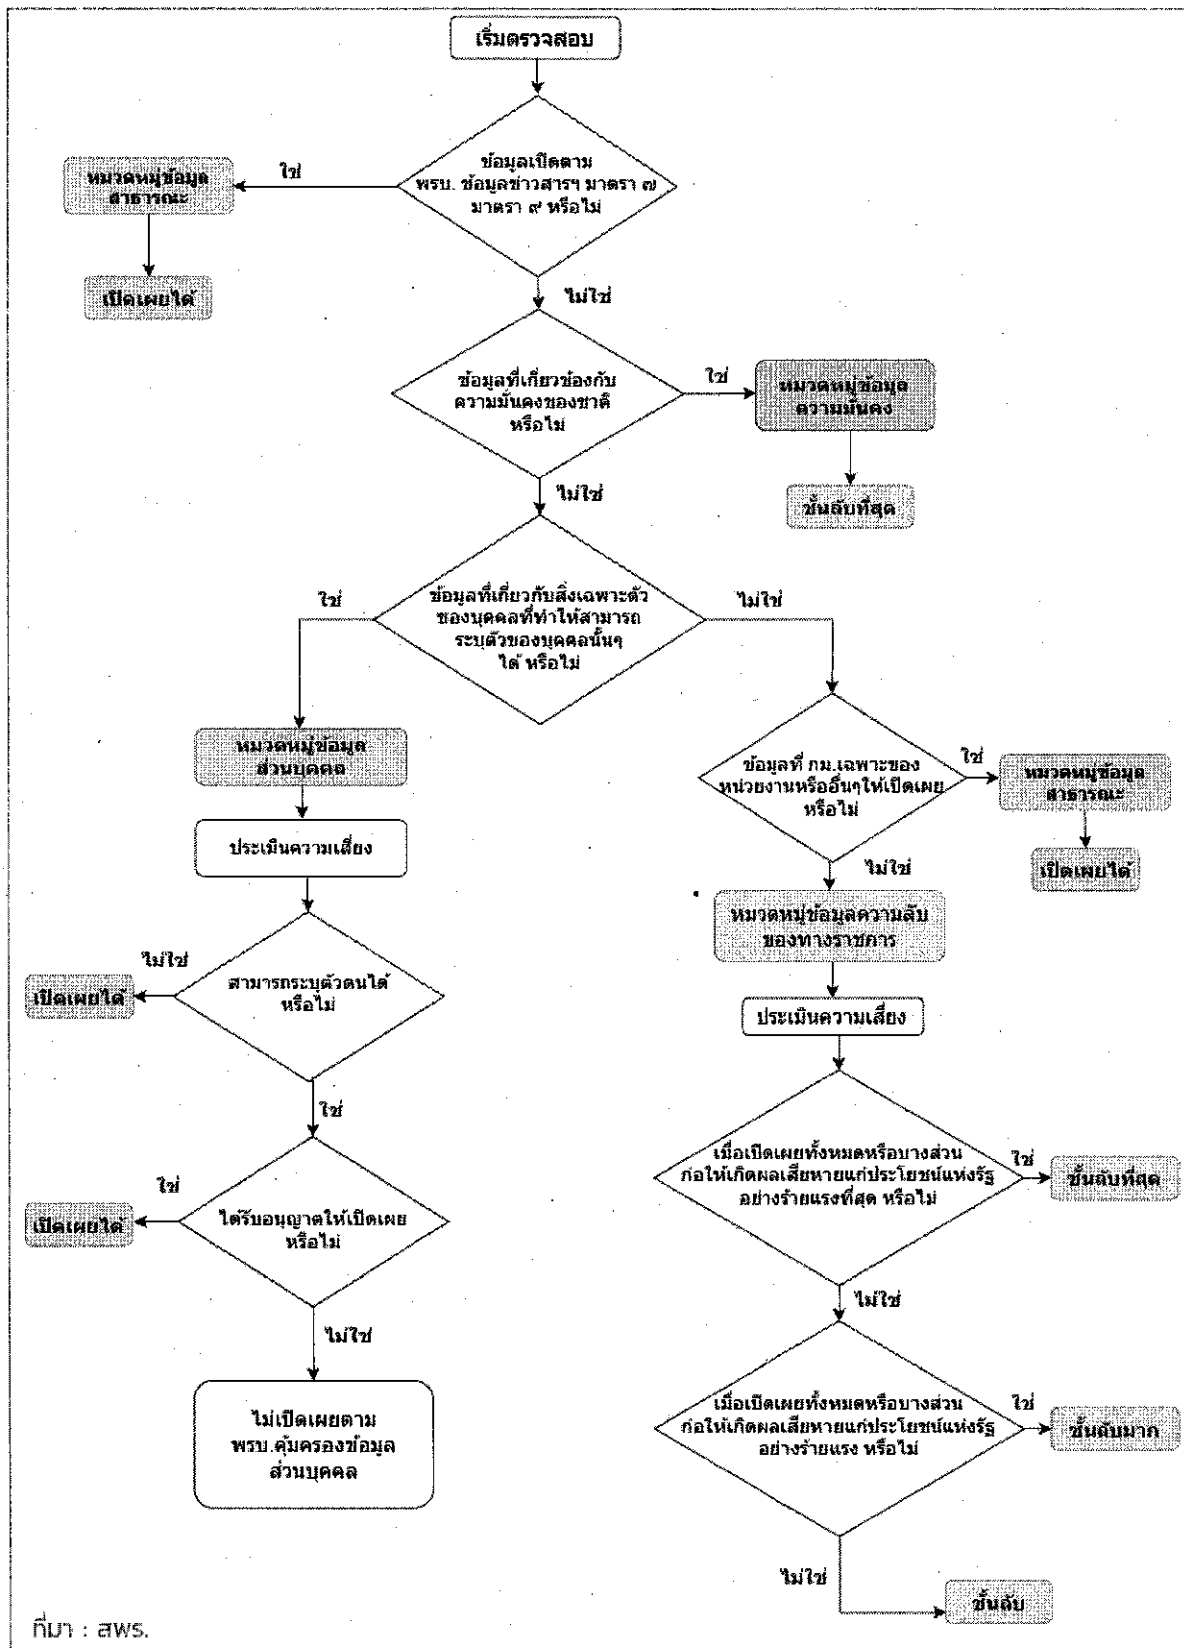 เริ่มตรวจสอบ
ข้อมูลเปิดตาม
พรบ. ข้อมูลข่าวสารฯ มาตรา ๗
มาตรา ๙ หรือไม่
ใช่
หมวดหมู่ข้อมูล
สาธารณะ
เปิดเผยได้
ไม่ใช่
ข้อมูลที่เกี่ยวข้องกับ
ความมั่นคงของชาติ
หรือไม่
ใช่
หมวดหมู่ข้อมูล
ความมั่นคง
ชั้นลับที่สุด
ไม่ใช่
ข้อมูลที่เกี่ยวกับสิ่งเฉพาะตัว
ของบุคคลที่ทำให้สามารถ
ระบุตัวของบุคคลนั้นๆ
ได้ หรือไม่
ใช่
หมวดหมู่ข้อมูล
ส่วนบุคคล
ประเมินความเสี่ยง
สามารถระบุตัวตนได้
หรือไม่
ไม่ใช่
เปิดเผยได้
ใช่
ได้รับอนุญาตให้เปิดเผย
หรือไม่
ใช่
เปิดเผยได้
ไม่ใช่
ไม่เปิดเผยตาม
พรบ.คุ้มครองข้อมูล
ส่วนบุคคล
ไม่ใช่
ข้อมูลที่ กม.เฉพาะของ
หน่วยงานหรืออื่นๆให้เปิดเผย
หรือไม่
ใช่
หมวดหมู่ข้อมูล
สาธารณะ
เปิดเผยได้
ไม่ใช่
หมวดหมู่ข้อมูลความลับ
ของทางราชการ
ประเมินความเสี่ยง
เมื่อเปิดเผยทั้งหมดหรือบางส่วน
ก่อให้เกิดผลเสียหายแก่ประโยชน์แห่งรัฐ
อย่างร้ายแรงที่สุด หรือไม่
ใช่
ชั้นลับที่สุด
ไม่ใช่
เมื่อเปิดเผยทั้งหมดหรือบางส่วน
ก่อให้เกิดผลเสียหายแก่ประโยชน์แห่งรัฐ
อย่างร้ายแรง หรือไม่
ใช่
ชั้นลับมาก
ไม่ใช่
ชั้นลับ
ที่มา : สพร.